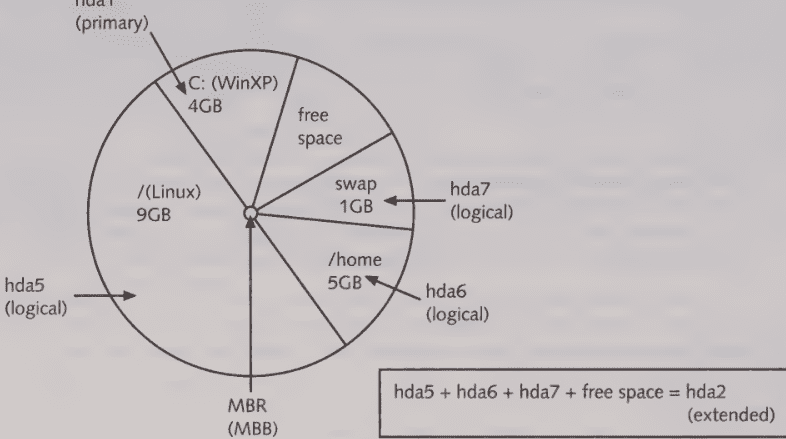 hda1
(primary)
C: (WinXP)
4GB
free
space
swap
1GB
hda7
(logical)
/(Linux)
9GB
/home
5GB
hda5
(logical)
hda6
(logical)
MBR
(MBB)
hda5 + hda6 + hda7 + free space = hda2
(extended)